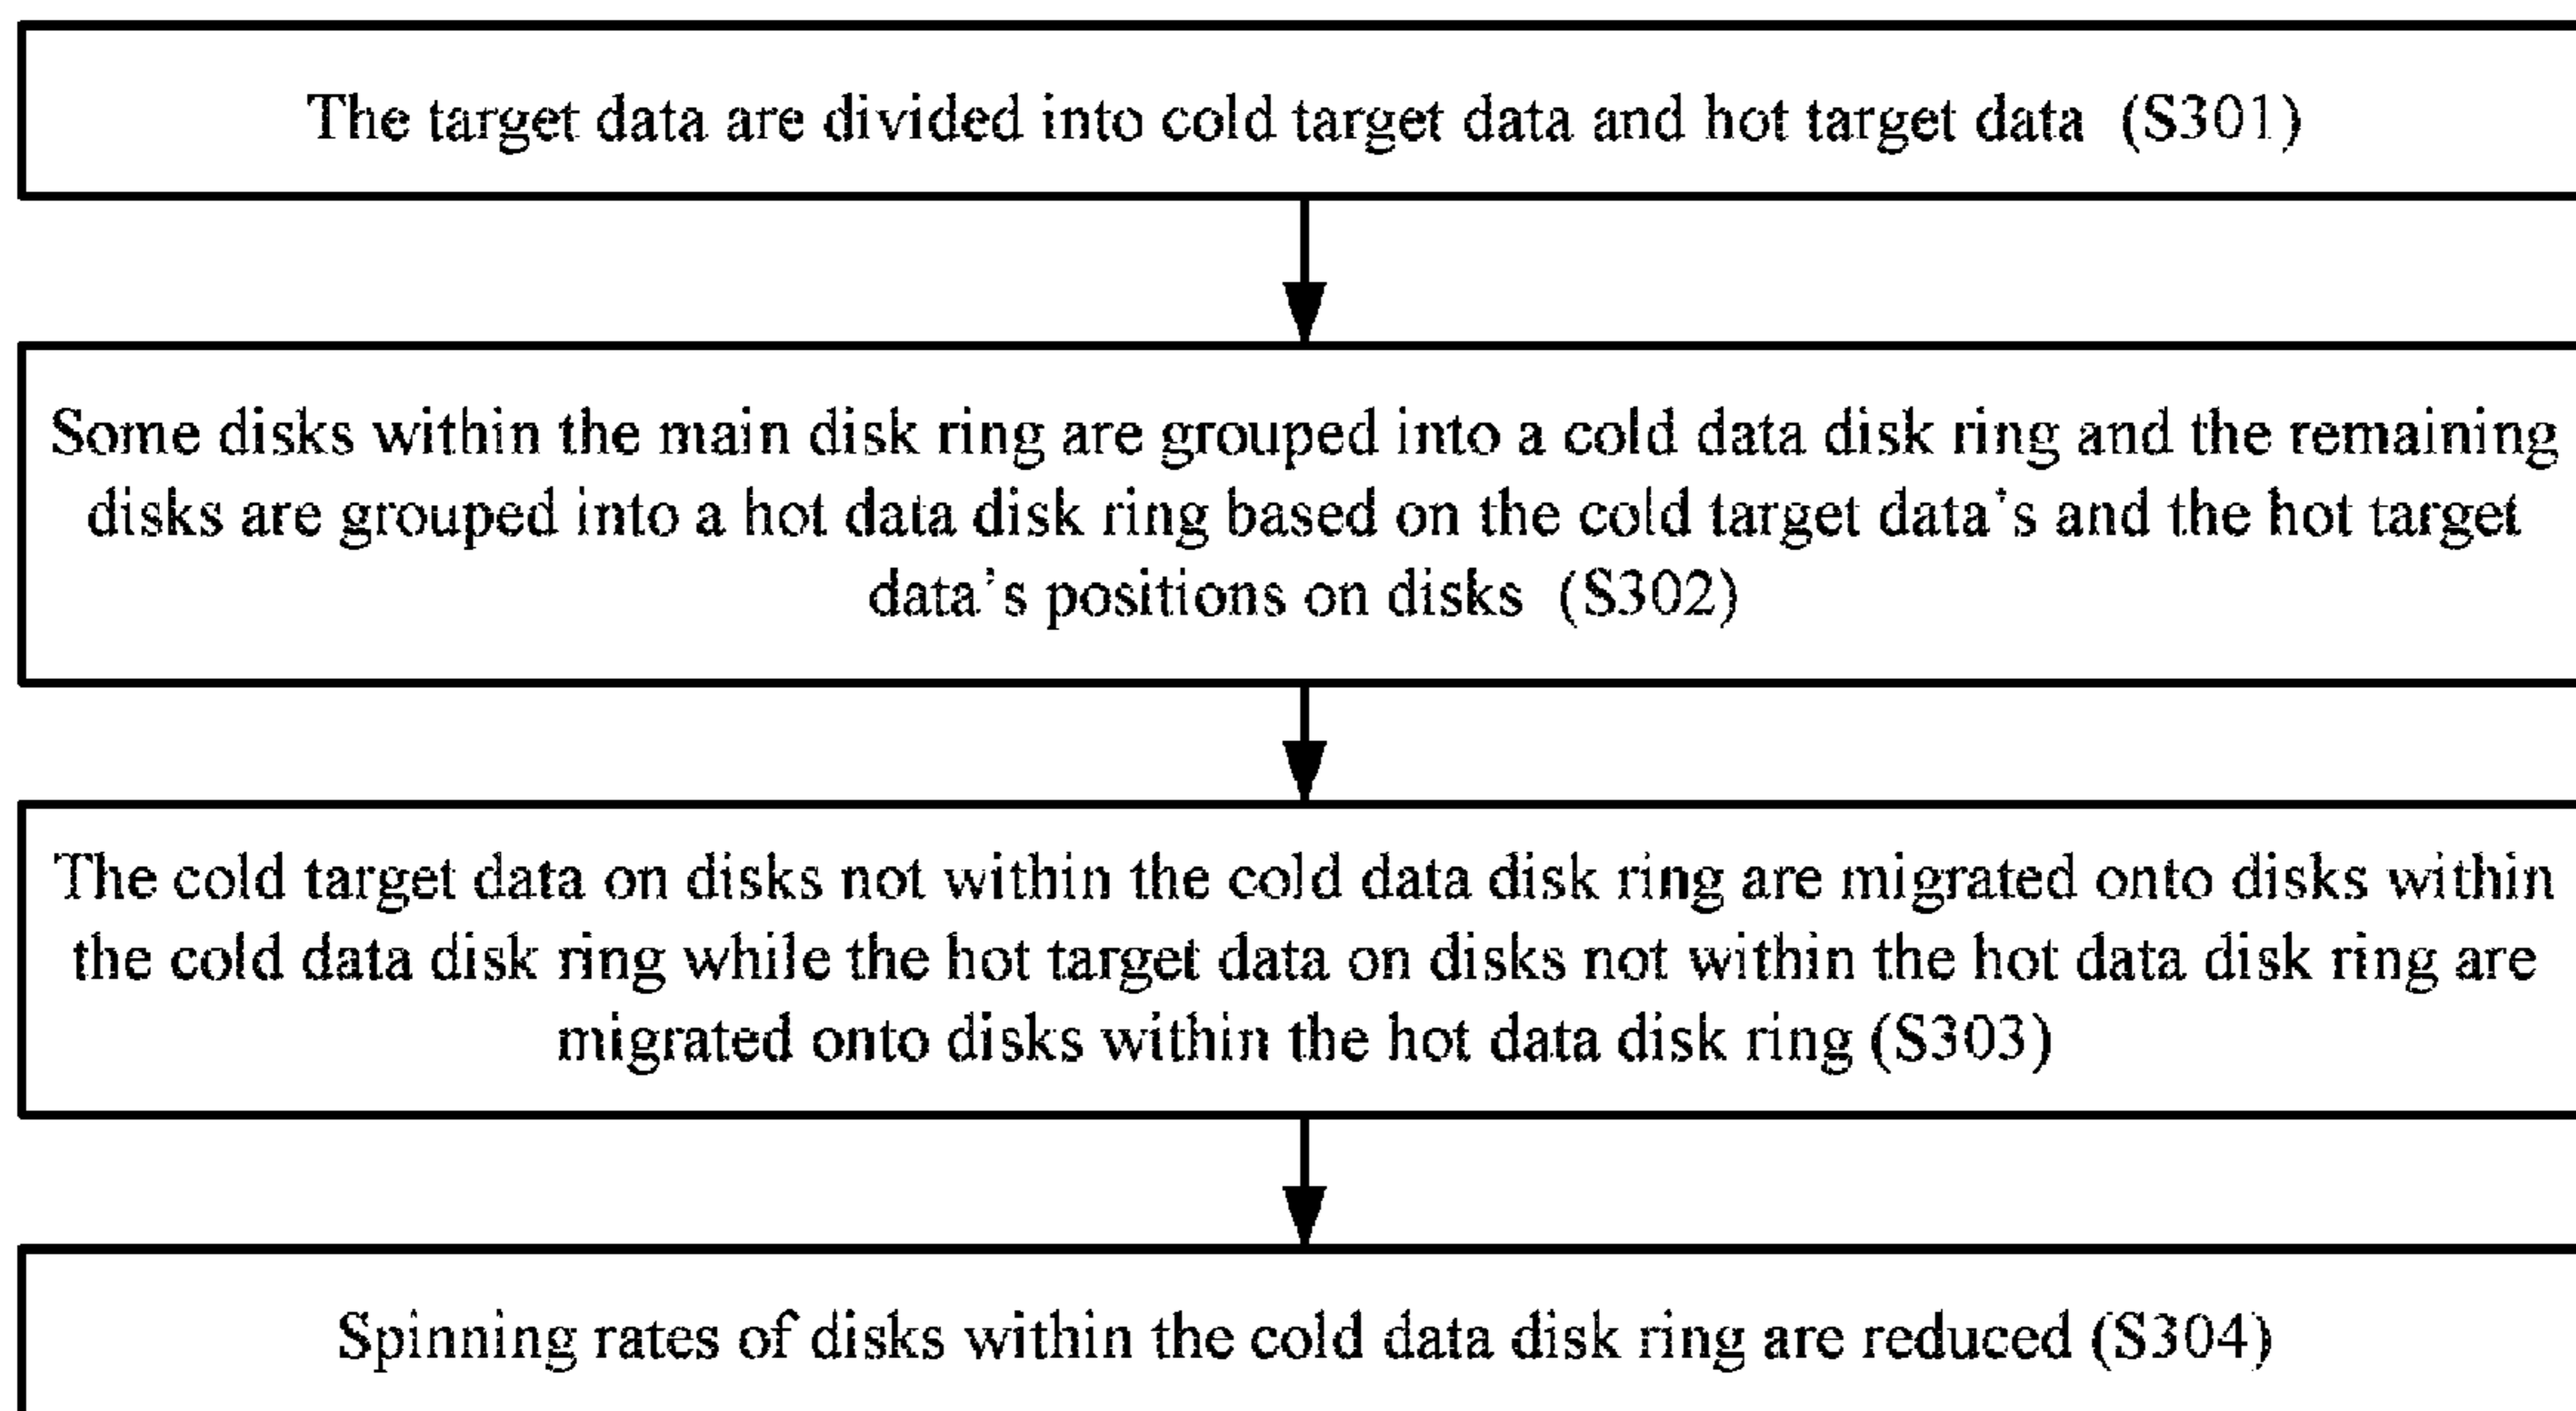 The target data are divided into cold target data and hot target data (S301)
Some disks within the main disk ring are grouped into a cold data disk ring and the remaining
disks are grouped into a hot data disk ring based on the cold target data's and the hot target
data's positions on disks (S302)
The cold target data on disks not within the cold data disk ring are migrated onto disks within
the cold data disk ring while the hot target data on disks not within the hot data disk ring are
migrated onto disks within the hot data disk ring (S303)
Spinning rates of disks within the cold data disk ring are reduced (S304)